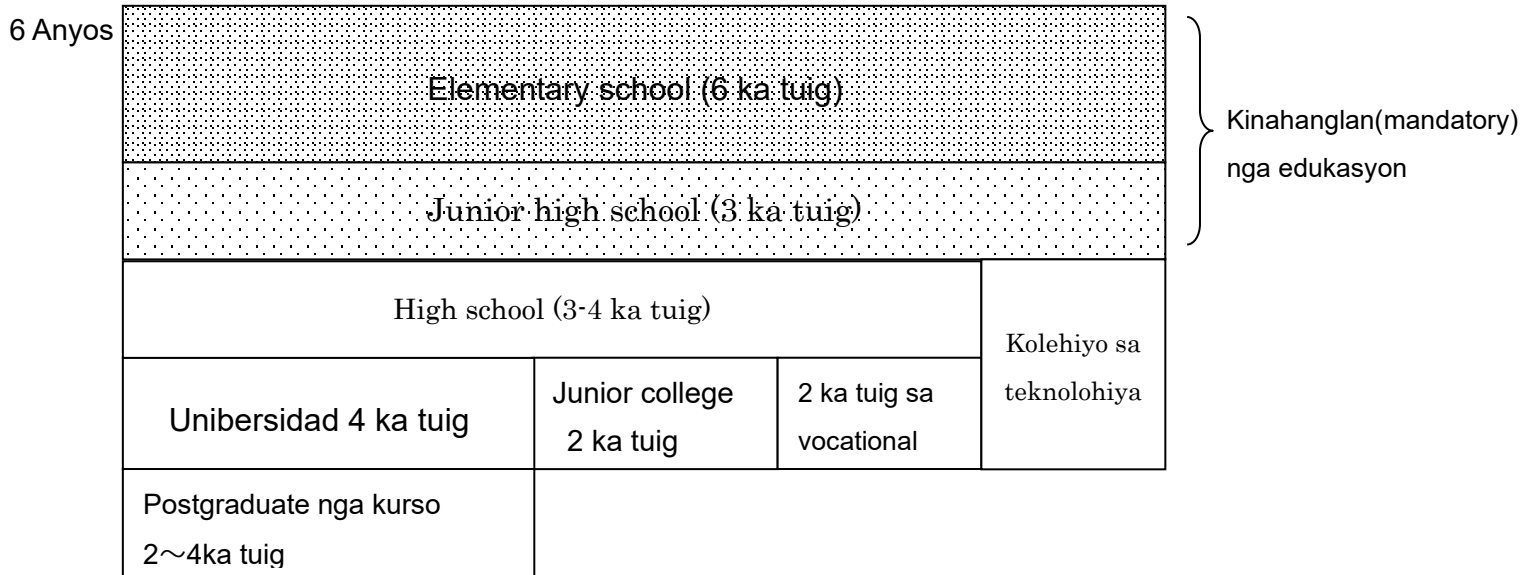 6 Anyos
Elementary school (6 ka tuig)
Kinahanglan(mandatory)
nga edukasyon
Junior high school (3 ka tuig)
High school (3-4 ka tuig)
Kolehiyo sa
teknolohiya
Unibersidad 4 ka tuig
Junior college
2 ka tuig
2 ka tuig sa
vocational
Postgraduate nga kurso
2～4ka tuig